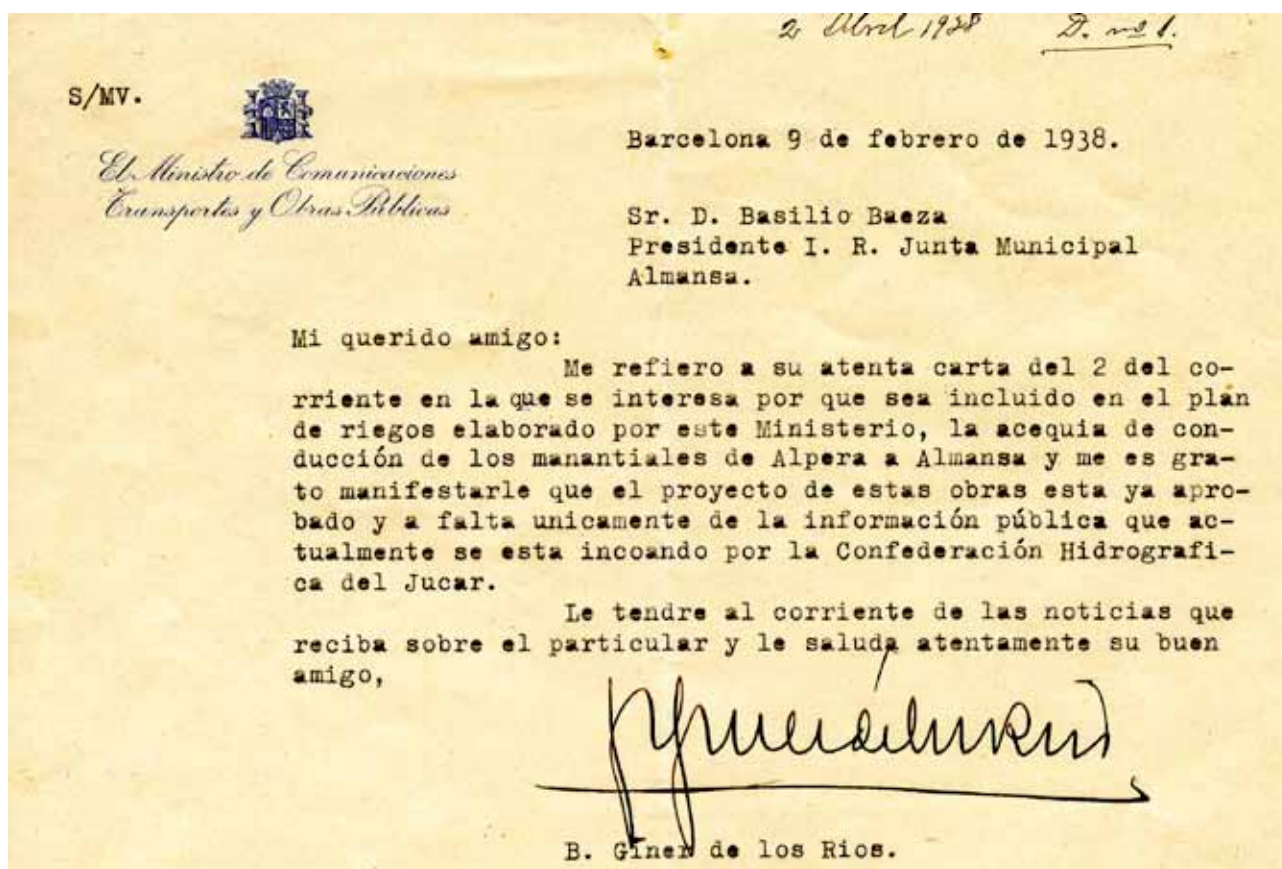 2 Abril 1938 D. nº 1.
S/MV.
El Ministro de Comunicaciones
Transportes y Obras Públicas
Barcelona 9 de febrero de 1938.
Sr. D. Basilio Baeza
Presidente I. R. Junta Municipal
Almansa.
Mi querido amigo:
Me refiero a su atenta carta del 2 del co-
rriente en la que se interesa por que sea incluido en el plan
de riegos elaborado por este Ministerio, la acequia de con-
ducción de los manantiales de Alpera a Almansa y me es gra-
to manifestarle que el proyecto de estas obras esta ya apro-
bado y a falta unicamente de la información pública que ac-
tualmente se esta incoando por la Confederación Hidrografi-
ca del Jucar.
Le tendre al corriente de las noticias que
reciba sobre el particular y le saluda atentamente su buen
amigo,
B. Giner de los Rios.